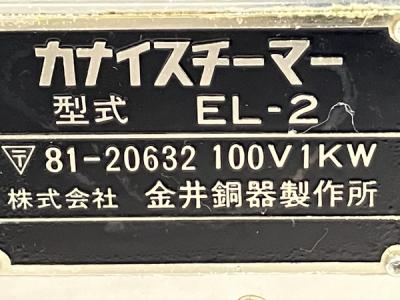 カナイスチーマー
型式 EL-2
〒 81-20632 100V1KW
株式会社 金井銅器製作所